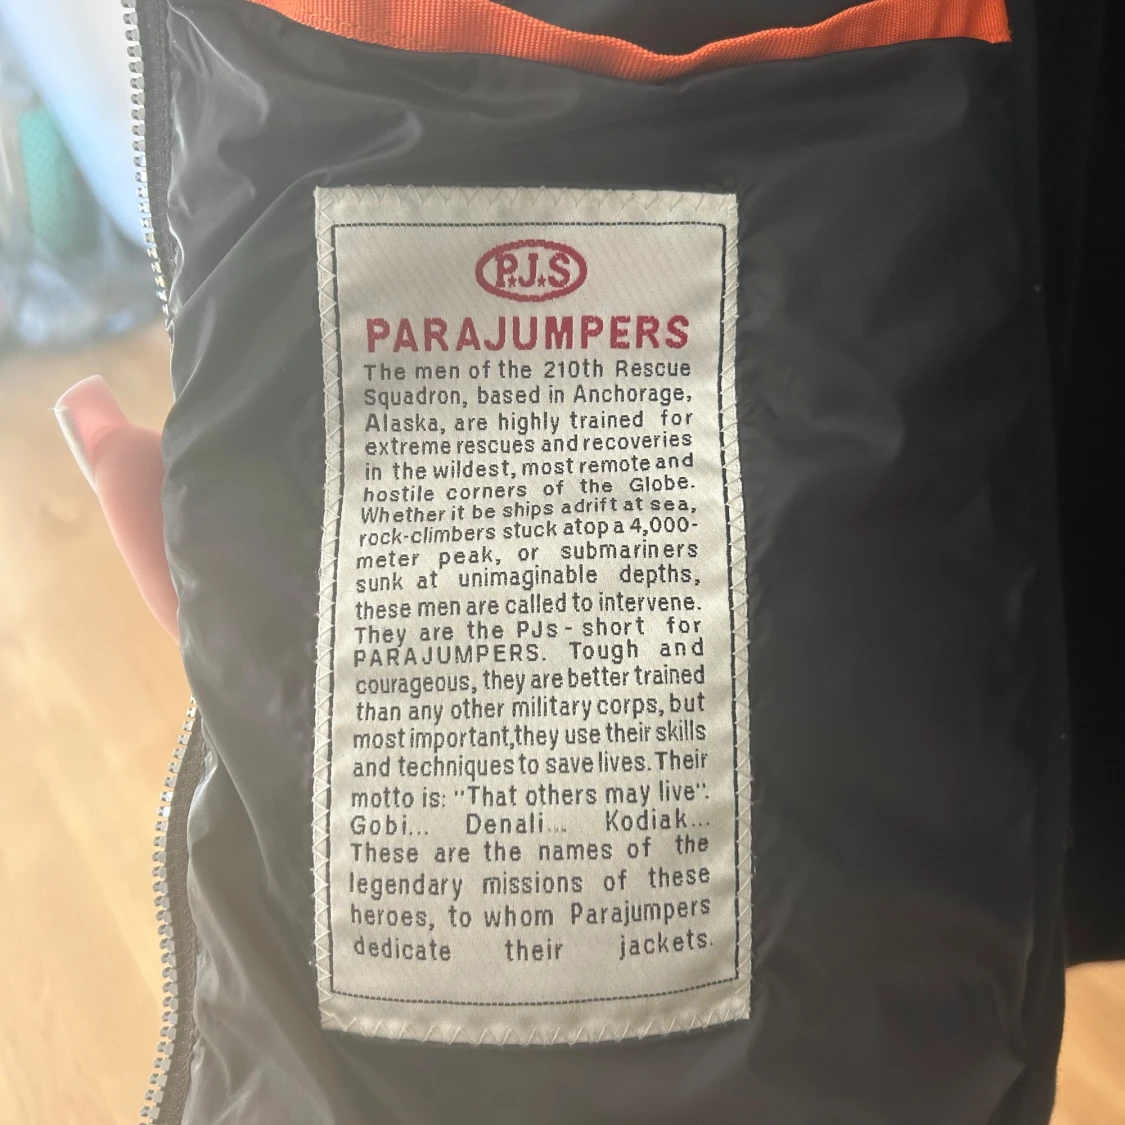 P.J.S
PARAJUMPERS
The men of the 210th Rescue
Squadron, based in Anchorage,
Alaska, are highly trained for
extreme rescues and recoveries
in the wildest, most remote and
hostile corners of the Globe.
Whether it be ships adrift at sea,
rock-climbers stuck atop a 4,000-
meter peak, or submariners
sunk at unimaginable depths,
these men are called to intervene.
They are the PJs - short for
PARAJUMPERS. Tough and
courageous, they are better trained
than any other military corps, but
most important,they use their skills
and techniques to save lives. Their
motto is: "That others may live".
Gobi... Denali... Kodiak...
These are the names of the
legendary missions of these
heroes, to whom Parajumpers
dedicate their jackets.